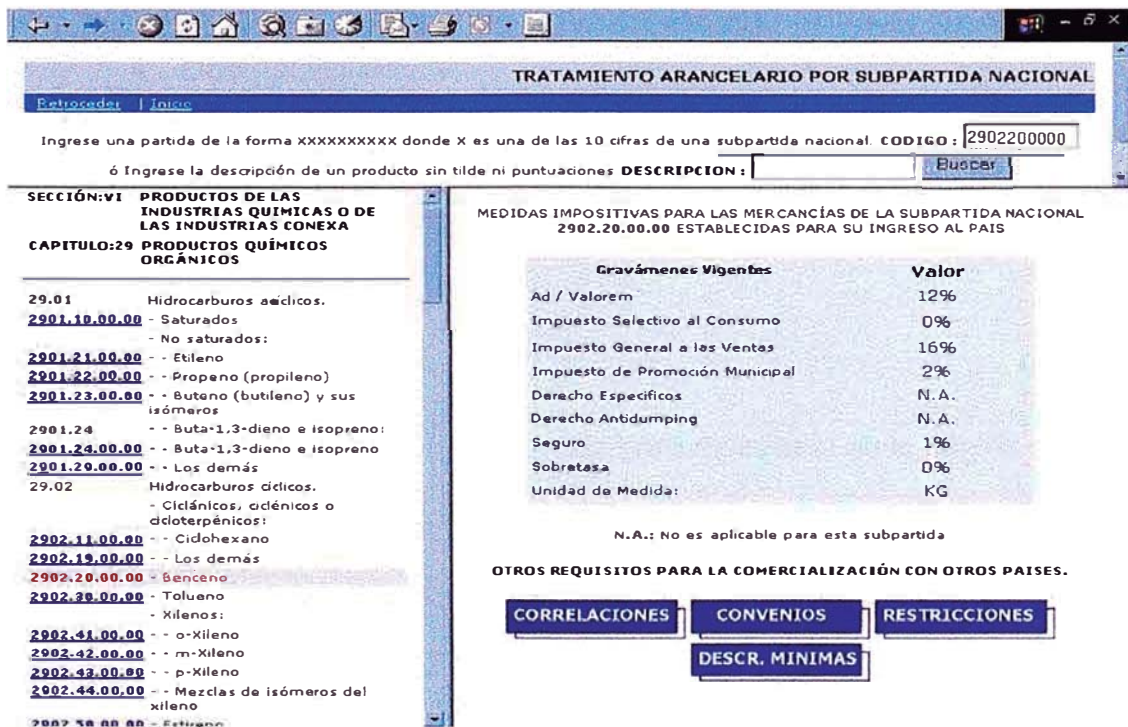 TRATAMIENTO ARANCELARIO POR SUBPARTIDA NACIONAL
Retroceder | Inicio
Ingrese una partida de la forma XXXXXXXXXX donde X es una de las 10 cifras de una subpartida nacional. CODIGO : 2902200000
ó Ingrese la descripción de un producto sin tilde ni puntuaciones DESCRIPCION : Buscar
SECCIÓN:VI PRODUCTOS DE LAS
INDUSTRIAS QUIMICAS O DE
LAS INDUSTRIAS CONEXA
CAPITULO:29 PRODUCTOS QUÍMICOS
ORGÁNICOS
29.01 Hidrocarburos acíclicos.
2901.10.00.00 - Saturados
- No saturados:
2901.21.00.00 - - Etileno
2901.22.00.00 - - Propeno (propileno)
2901.23.00.00 - - Buteno (butileno) y sus
isómeros
2901.24 - - Buta-1,3-dieno e isopreno:
2901.24.00.00 - - Buta-1,3-dieno e isopreno
2901.29.00.00 - - Los demás
29.02 Hidrocarburos cíclicos.
- Ciclánicos, ciclénicos o
cicloterpénicos:
2902.11.00.00 - - Ciclohexano
2902.19.00.00 - - Los demás
2902.20.00.00 - Benceno
2902.30.00.00 - Tolueno
- Xilenos:
2902.41.00.00 - - o-Xileno
2902.42.00.00 - - m-Xileno
2902.43.00.00 - - p-Xileno
2902.44.00.00 - - Mezclas de isómeros del
xileno
2902.50.00.00 - Estireno
MEDIDAS IMPOSITIVAS PARA LAS MERCANCÍAS DE LA SUBPARTIDA NACIONAL
2902.20.00.00 ESTABLECIDAS PARA SU INGRESO AL PAIS
Gravámenes Vigentes Valor
Ad / Valorem 12%
Impuesto Selectivo al Consumo 0%
Impuesto General a las Ventas 16%
Impuesto de Promoción Municipal 2%
Derecho Especificos N.A.
Derecho Antidumping N.A.
Seguro 1%
Sobretasa 0%
Unidad de Medida: KG
N.A.: No es aplicable para esta subpartida
OTROS REQUISITOS PARA LA COMERCIALIZACIÓN CON OTROS PAISES.
CORRELACIONES CONVENIOS RESTRICCIONES
DESCR. MINIMAS